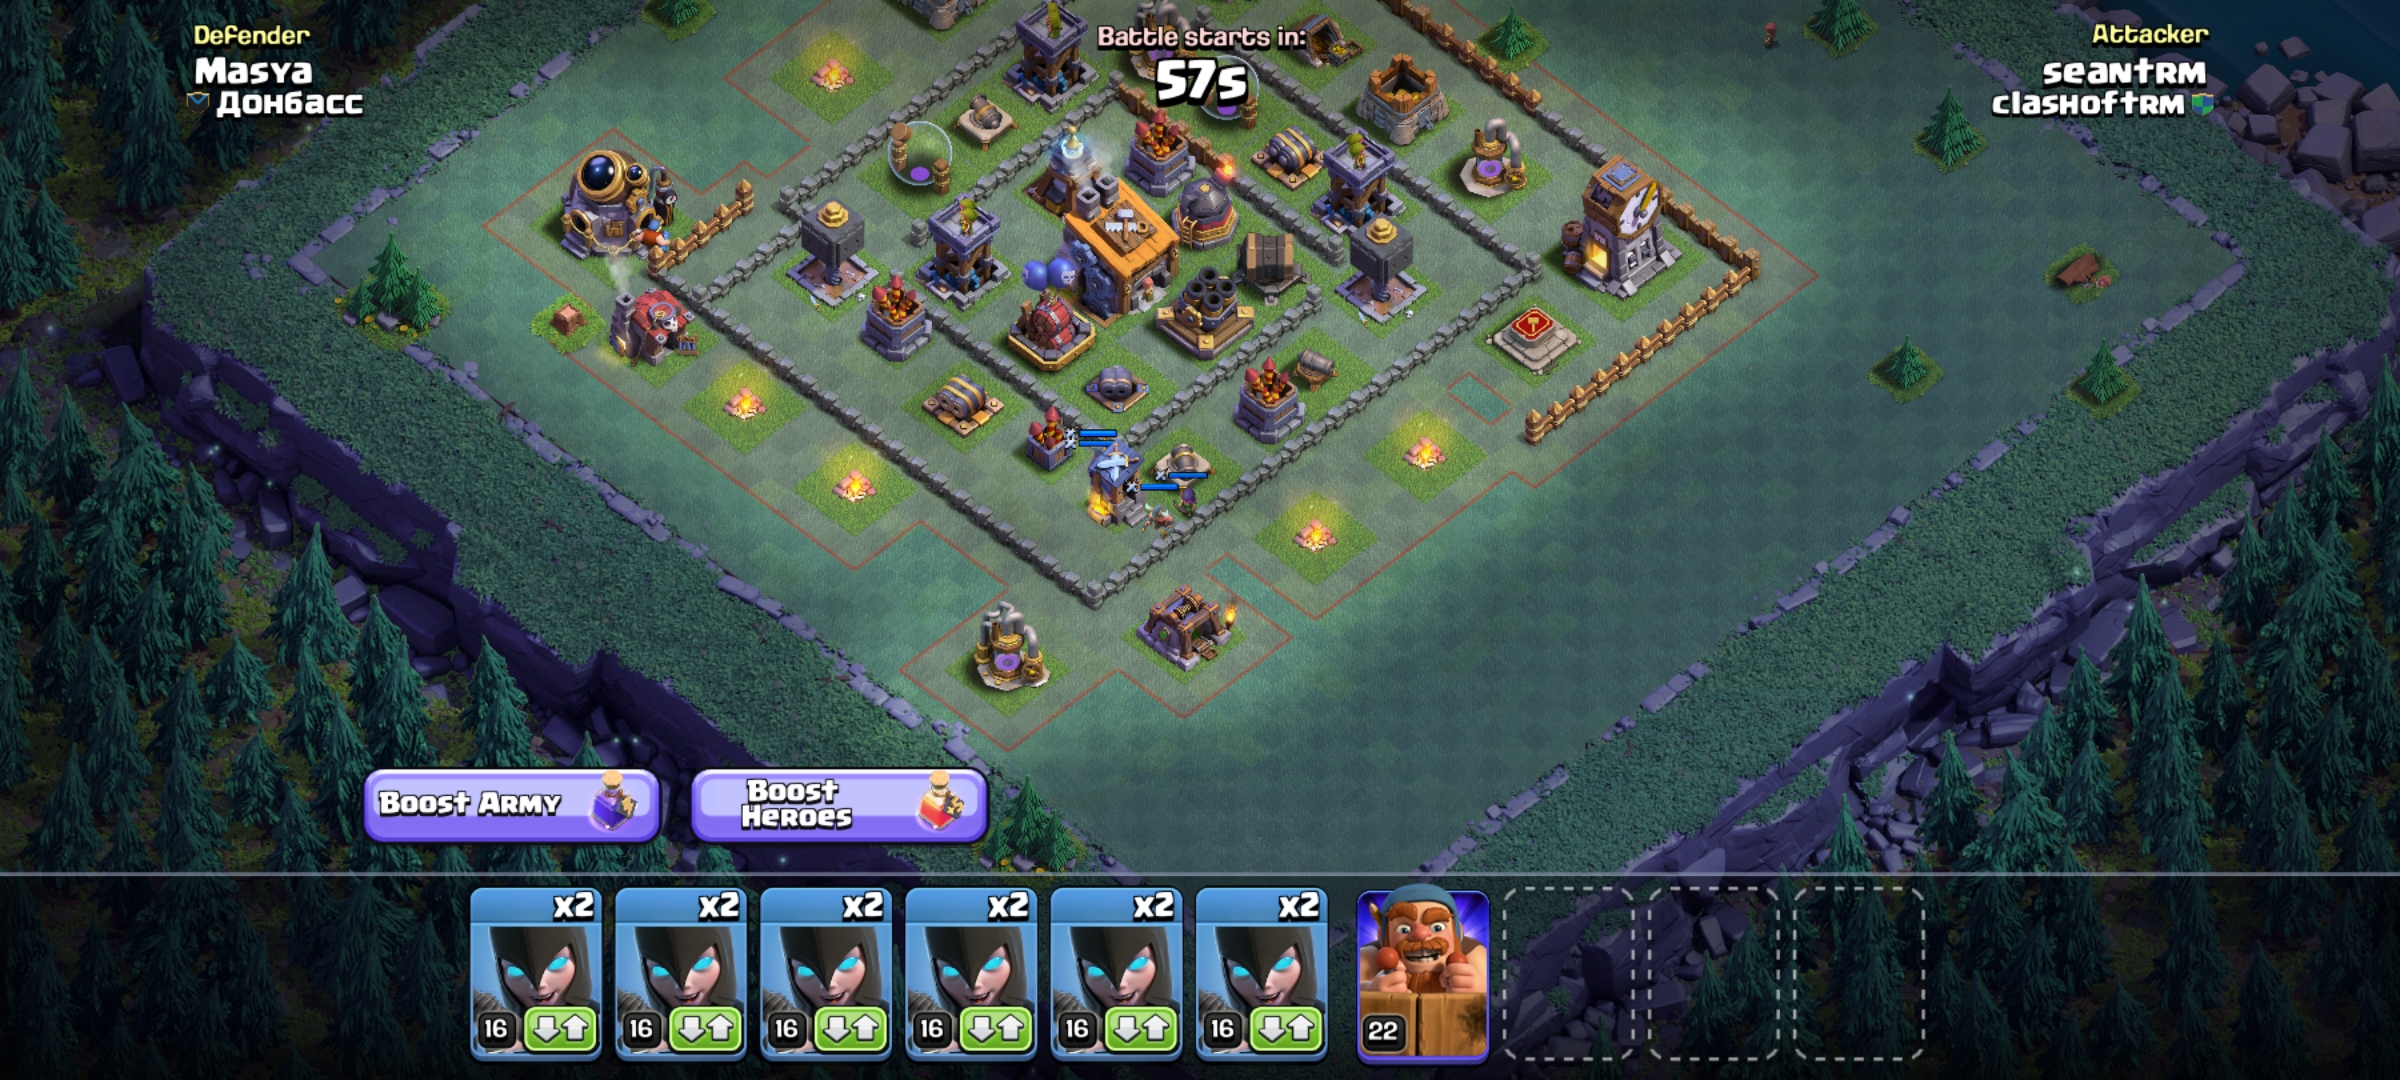 Defender
Masya
Донбасс
Battle starts in:
57s
Attacker
seantRM
clashoftRM
Boost Army
Boost
Heroes
x2
x2
x2
x2
x2
x2
16
16
16
16
16
16
22